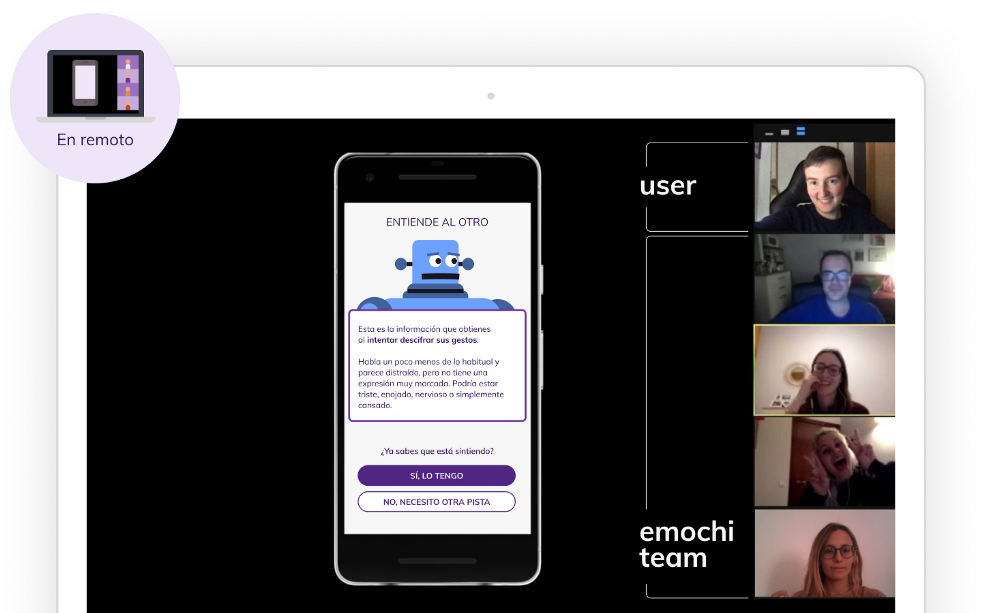 En remoto
ENTIENDE AL OTRO
Esta es la información que obtienes
al intentar descifrar sus gestos:
Habla un poco menos de lo habitual y
parece distraído, pero no tiene una
expresión muy marcada. Podría estar
triste, enojado, nervioso o simplemente
cansado.
¿Ya sabes que está sintiendo?
SÍ, LO TENGO
NO, NECESITO OTRA PISTA
user
emochi
team